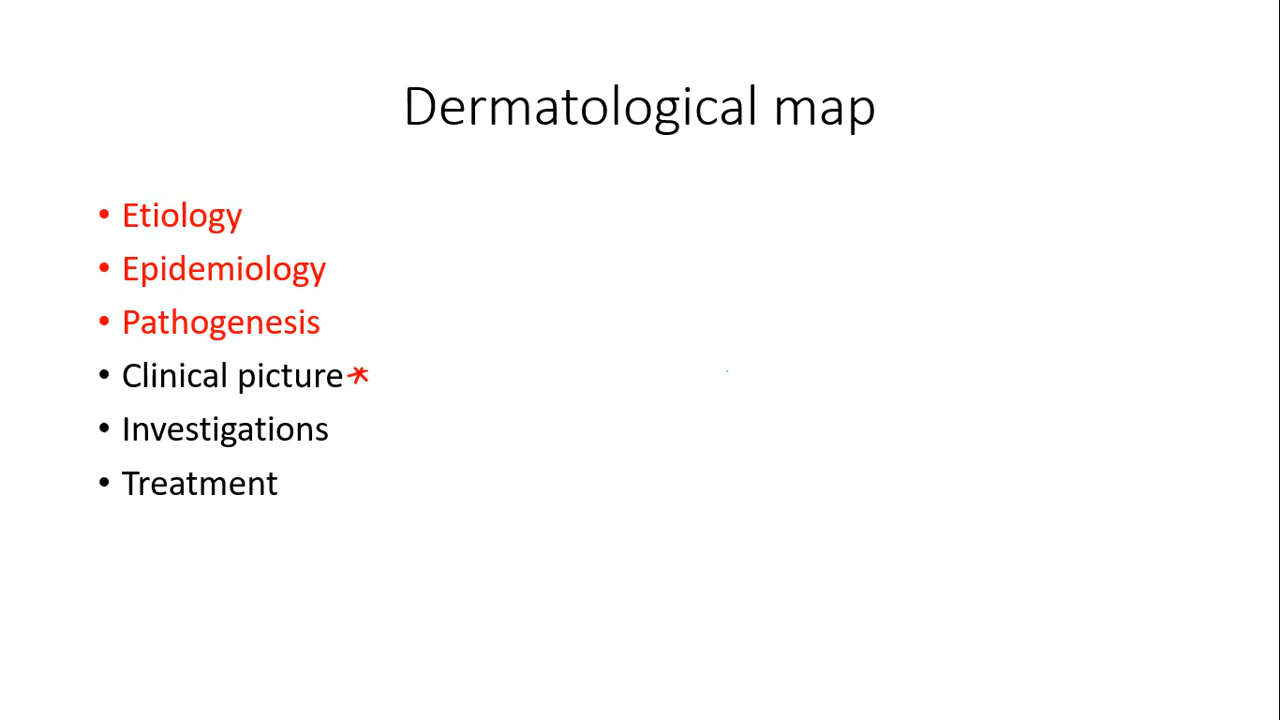 Dermatological map
• Etiology
• Epidemiology
• Pathogenesis
• Clinical picture*
• Investigations
• Treatment